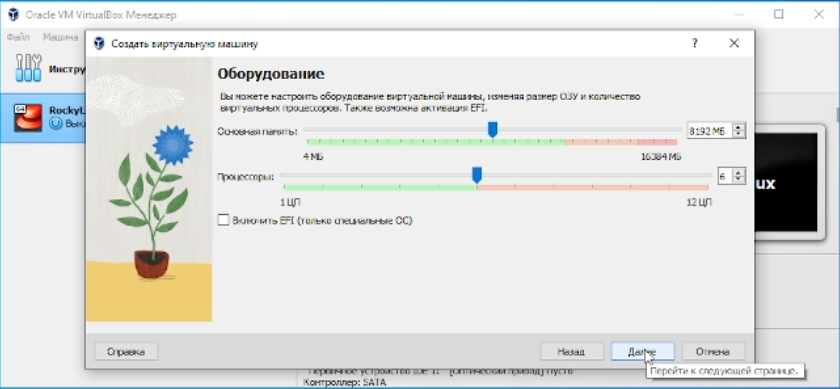 Oracle VM VirtualBox Менеджер
Файл Машина
Создать виртуальную машину
?
Инстру
Оборудование
Вы можете настроить оборудование виртуальной машины, изменяя размер ОЗУ и количество
виртуальных процессоров. Также возможна активация EFI.
RockyL
64
Вык
Основная память:
8192 МБ
4 МБ
16384 МБ
Процессоры:
6
1 ЦП
12 ЦП
ux
Включить EFI (только специальные ОС)
Справка
Назад
Далее
Отмена
Перейти к следующей странице.
Первичное устройство IDE 1: [Оптический привод] Пусто
Контроллер: SATA